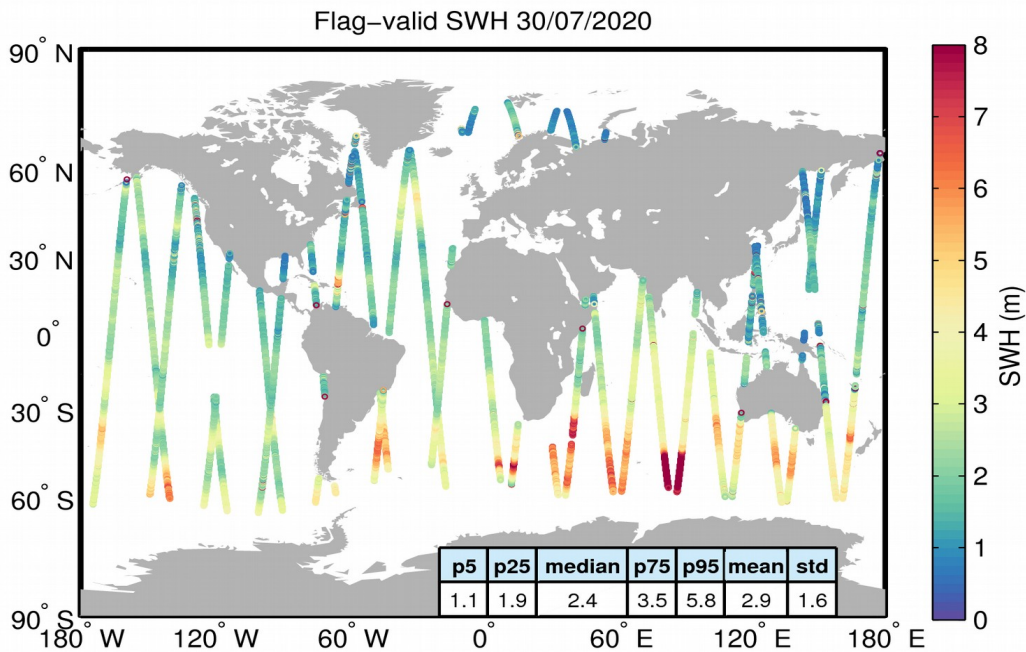 Flag−valid SWH 30/07/2020
90° N
60° N
30° N
0°
30° S
60° S
90° S
180° W
120° W
60° W
0°
60° E
120° E
180° E
p5 p25 median p75 p95 mean std
1.1 1.9 2.4 3.5 5.8 2.9 1.6
8
7
6
5
4
3
2
1
0
SWH (m)